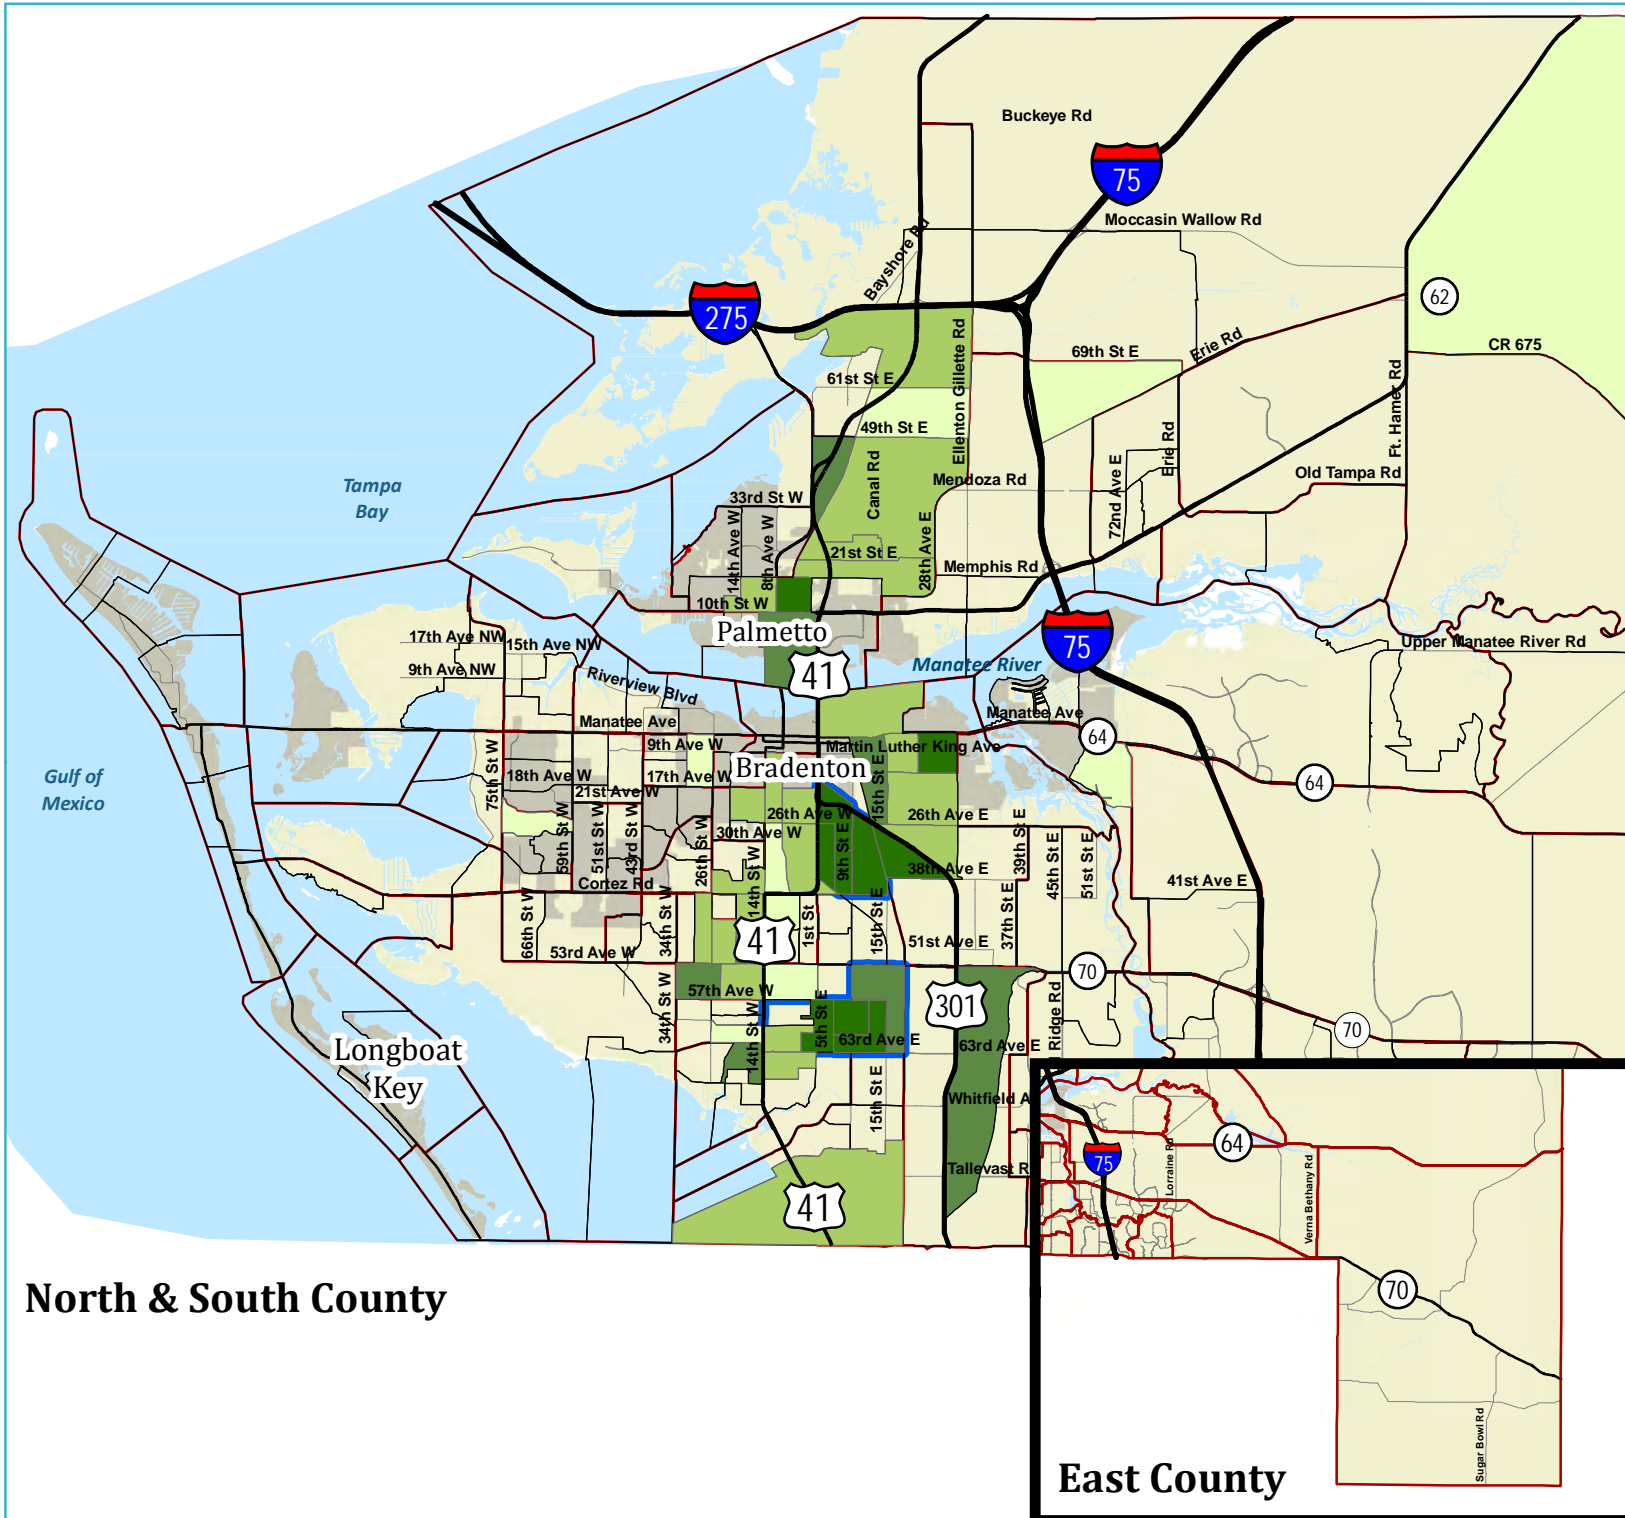 Buckeye Rd
75
Moccasin Wallow Rd
Bayshore Rd
62
275
Ellenton Gillette Rd
69th St E
Erie Rd
CR 675
61st St E
Ft. Hamer Rd
49th St E
Canal Rd
Mendoza Rd
72nd Ave E
Erie Rd
Old Tampa Rd
Tampa
Bay
33rd St W
14th Ave W
8th Ave W
21st St E
28th Ave E
Memphis Rd
10th St W
Palmetto
75
17th Ave NW
15th Ave NW
9th Ave NW
Riverview Blvd
41
Manatee River
Upper Manatee River Rd
Manatee Ave
Manatee Ave
64
9th Ave W
Martin Luther King Ave
Bradenton
Gulf of
Mexico
75th St W
18th Ave W
17th Ave W
21st Ave W
15th St E
64
26th Ave W
26th Ave E
30th Ave W
59th St W
51st St W
43rd St W
26th St W
14th St W
9th St E
38th Ave E
39th St E
45th St E
51st St E
Cortez Rd
41st Ave E
66th St W
34th St W
41
1st St
15th St E
37th St E
53rd Ave W
51st Ave E
70
34th St W
57th Ave W
14th St W
5th St E
301
Ridge Rd
70
63rd Ave E
63rd Ave E
Longboat
Key
15th St E
Whitfield A
Tallevast R
41
75
Lorraine Rd
64
Verna Bethany Rd
70
Sugar Bowl Rd
North & South County
East County